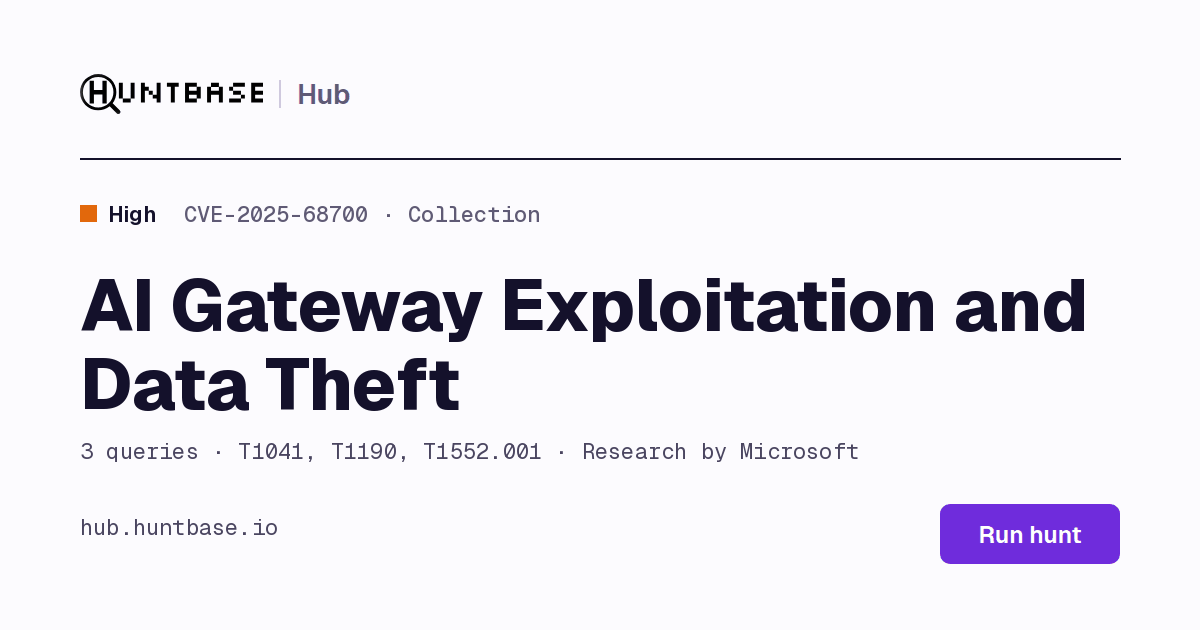 HUNTBASE | Hub
High CVE-2025-68700 · Collection
AI Gateway Exploitation and
Data Theft
3 queries · T1041, T1190, T1552.001 · Research by Microsoft
hub.huntbase.io
Run hunt